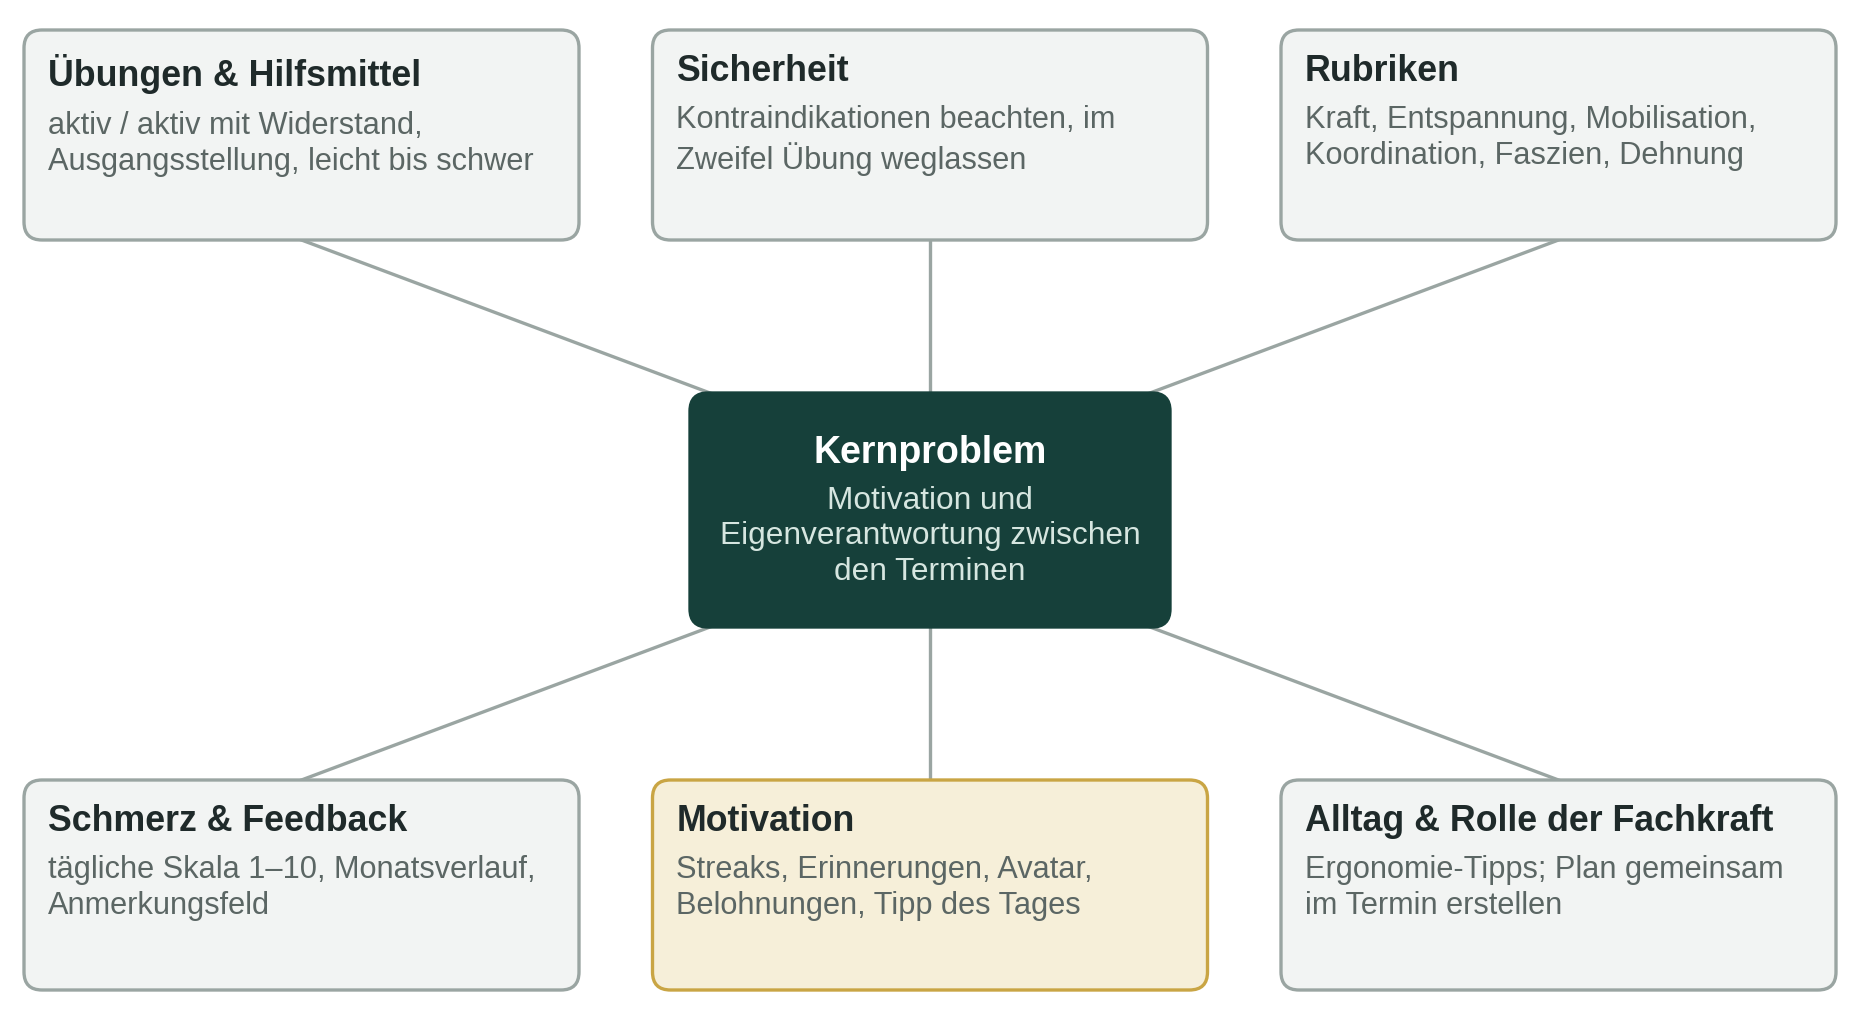 Übungen & Hilfsmittel
aktiv / aktiv mit Widerstand,
Ausgangsstellung, leicht bis schwer
Sicherheit
Kontraindikationen beachten, im
Zweifel Übung weglassen
Rubriken
Kraft, Entspannung, Mobilisation,
Koordination, Faszien, Dehnung
Kernproblem
Motivation und
Eigenverantwortung zwischen
den Terminen
Schmerz & Feedback
tägliche Skala 1–10, Monatsverlauf,
Anmerkungsfeld
Motivation
Streaks, Erinnerungen, Avatar,
Belohnungen, Tipp des Tages
Alltag & Rolle der Fachkraft
Ergonomie-Tipps; Plan gemeinsam
im Termin erstellen